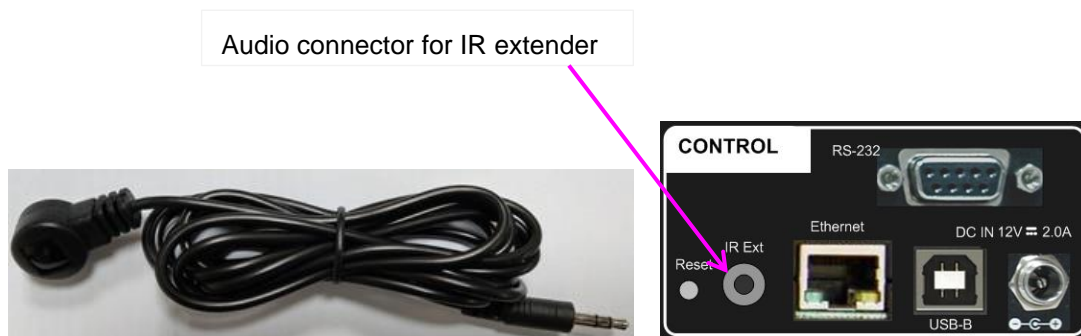 Audio connector for IR extender
CONTROL
RS-232
Ethernet
DC IN 12V ⎓ 2.0A
IR Ext
Reset
USB-B